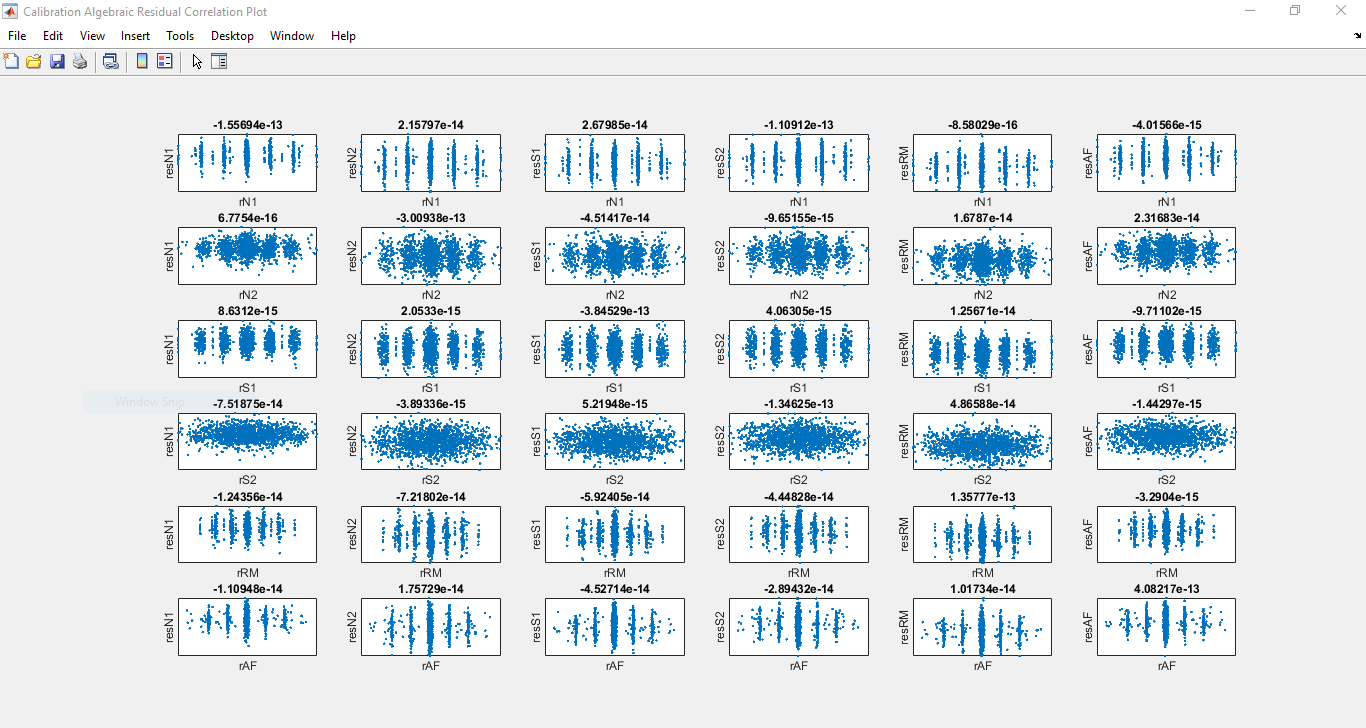 Calibration Algebraic Residual Correlation Plot
File Edit View Insert Tools Desktop Window Help
-1.55694e-13 2.15797e-14 2.67985e-14 -1.10912e-13 -8.58029e-16 -4.01566e-15
resN1 resN2 resS1 resS2 resRM resAF
rN1 rN1 rN1 rN1 rN1 rN1
6.7754e-16 -3.00938e-13 -4.51417e-14 -9.65155e-15 1.6787e-14 2.31683e-14
resN1 resN2 resS1 resS2 resRM resAF
rN2 rN2 rN2 rN2 rN2 rN2
8.6312e-15 2.0533e-15 -3.84529e-13 4.06305e-15 1.25671e-14 -9.71102e-15
resN1 resN2 resS1 resS2 resRM resAF
rS1 rS1 rS1 rS1 rS1 rS1
Window Snip
-7.51875e-14 -3.89336e-15 5.21948e-15 -1.34625e-13 4.86588e-14 -1.44297e-15
resN1 resN2 resS1 resS2 resRM resAF
rS2 rS2 rS2 rS2 rS2 rS2
-1.24356e-14 -7.21802e-14 -5.92405e-14 -4.44828e-14 1.35777e-13 -3.2904e-15
resN1 resN2 resS1 resS2 resRM resAF
rRM rRM rRM rRM rRM rRM
-1.10948e-14 1.75729e-14 -4.52714e-14 -2.89432e-14 1.01734e-14 4.08217e-13
resN1 resN2 resS1 resS2 resRM resAF
rAF rAF rAF rAF rAF rAF